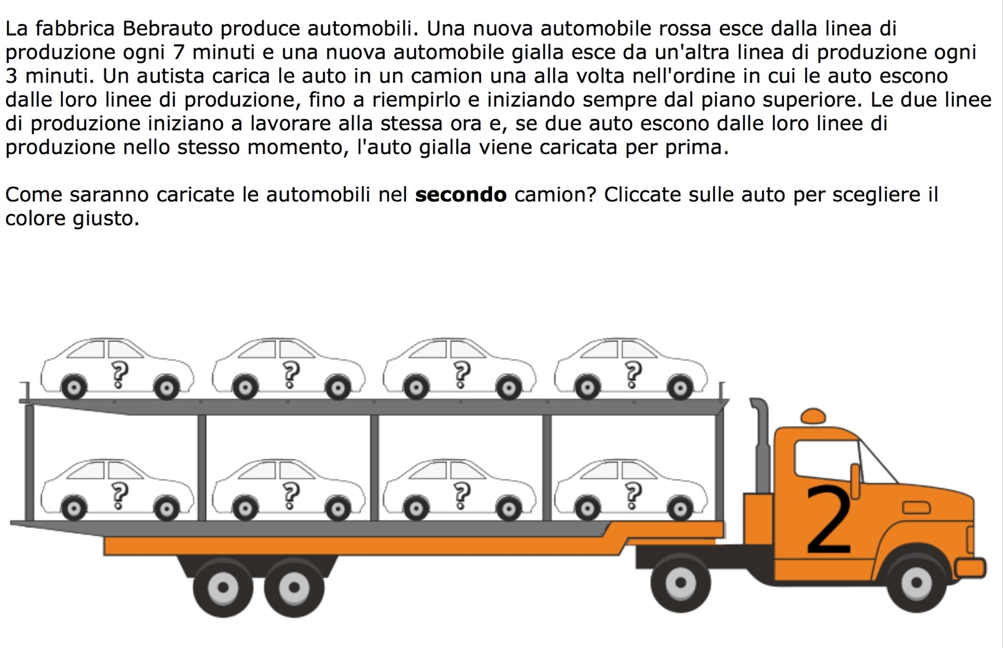 La fabbrica Bebrauto produce automobili. Una nuova automobile rossa esce dalla linea di
produzione ogni 7 minuti e una nuova automobile gialla esce da un'altra linea di produzione ogni
3 minuti. Un autista carica le auto in un camion una alla volta nell'ordine in cui le auto escono
dalle loro linee di produzione, fino a riempirlo e iniziando sempre dal piano superiore. Le due linee
di produzione iniziano a lavorare alla stessa ora e, se due auto escono dalle loro linee di
produzione nello stesso momento, l'auto gialla viene caricata per prima.
Come saranno caricate le automobili nel secondo camion? Cliccate sulle auto per scegliere il
colore giusto.
? ? ? ?
? ? ? ?
2